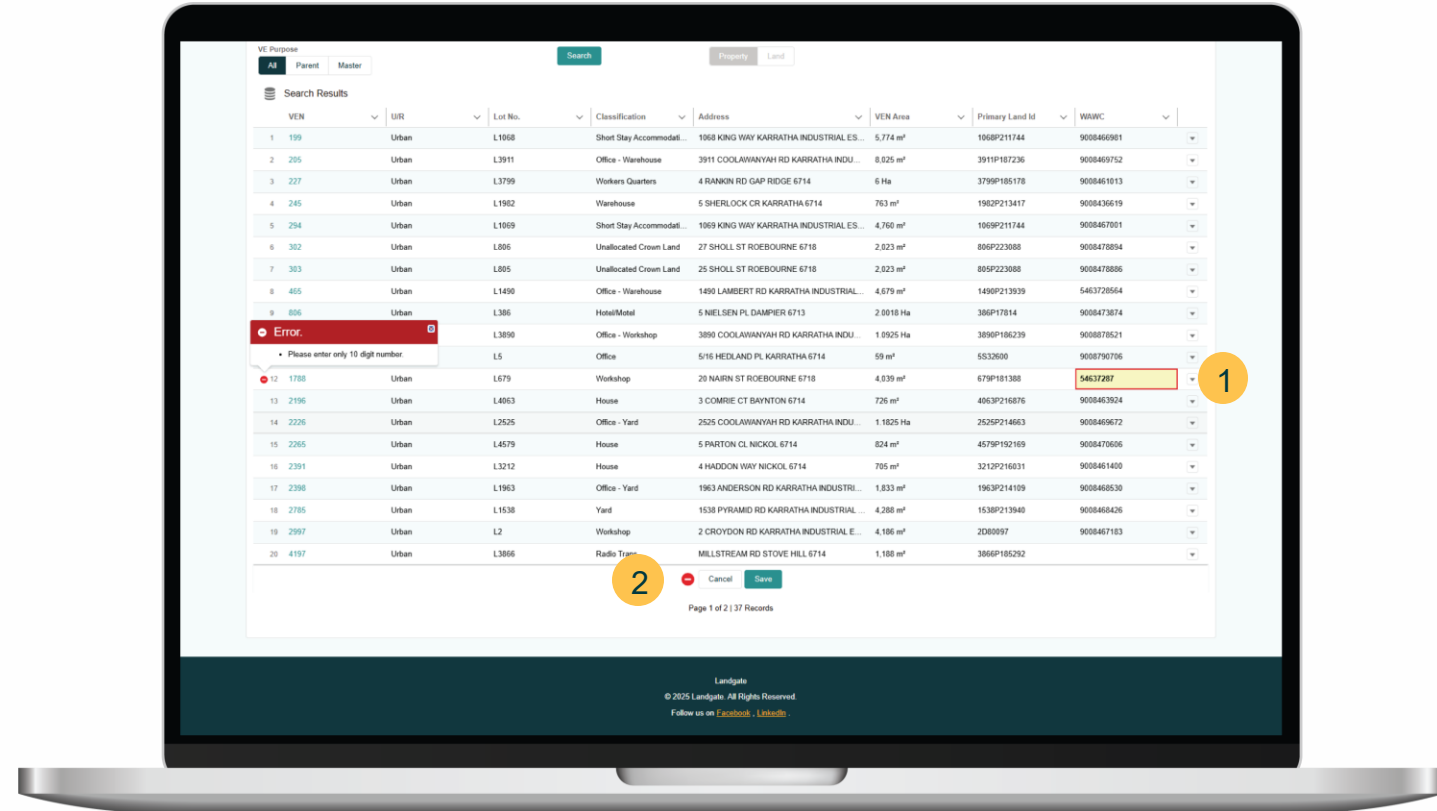 VE Purpose
All Parent Master Search Property Land
Search Results
VEN U/R Lot No. Classification Address VEN Area Primary Land Id WAWC
1 199 Urban L1068 Short Stay Accommodati... 1068 KING WAY KARRATHA INDUSTRIAL ES... 5,774 m² 1068P211744 9008466981
2 205 Urban L3911 Office - Warehouse 3911 COOLAWANYAH RD KARRATHA INDU... 8,025 m² 3911P187236 9008469752
3 227 Urban L3799 Workers Quarters 4 RANKIN RD GAP RIDGE 6714 6 Ha 3799P185178 9008461013
4 245 Urban L1982 Warehouse 5 SHERLOCK CR KARRATHA 6714 763 m² 1982P213417 9008436619
5 294 Urban L1069 Short Stay Accommodati... 1069 KING WAY KARRATHA INDUSTRIAL ES... 4,760 m² 1069P211744 9008467001
6 302 Urban L806 Unallocated Crown Land 27 SHOLL ST ROEBOURNE 6718 2,023 m² 806P223088 9008478894
7 303 Urban L805 Unallocated Crown Land 25 SHOLL ST ROEBOURNE 6718 2,023 m² 805P223088 9008478886
8 465 Urban L1490 Office - Warehouse 1490 LAMBERT RD KARRATHA INDUSTRIAL... 4,679 m² 1490P213939 5463728564
9 806 Urban L386 Hotel/Motel 5 NIELSEN PL DAMPIER 6713 2.0018 Ha 386P17814 9008473874
Error.
L3890 Office - Workshop 3890 COOLAWANYAH RD KARRATHA INDU... 1.0925 Ha 3890P186239 9008878521
Please enter only 10 digit number.
L5 Office 5/16 HEDLAND PL KARRATHA 6714 59 m² 5S32600 9008790706
12 1788 Urban L679 Workshop 20 NAIRN ST ROEBOURNE 6718 4,039 m² 679P181388 54637287 1
13 2196 Urban L4063 House 3 COMRIE CT BAYNTON 6714 726 m² 4063P216876 9008463924
14 2226 Urban L2525 Office - Yard 2525 COOLAWANYAH RD KARRATHA INDU... 1.1825 Ha 2525P214663 9008469672
15 2265 Urban L4579 House 5 PARTON CL NICKOL 6714 824 m² 4579P192169 9008470606
16 2391 Urban L3212 House 4 HADDON WAY NICKOL 6714 705 m² 3212P216031 9008461400
17 2398 Urban L1963 Office - Yard 1963 ANDERSON RD KARRATHA INDUSTRI... 1,833 m² 1963P214109 9008468530
18 2785 Urban L1538 Yard 1538 PYRAMID RD KARRATHA INDUSTRIAL ... 4,288 m² 1538P213940 9008468426
19 2997 Urban L2 Workshop 2 CROYDON RD KARRATHA INDUSTRIAL E... 4,186 m² 2D80097 9008467183
20 4197 Urban L3866 Radio Trans MILLSTREAM RD STOVE HILL 6714 1,188 m² 3866P185292
2 Cancel Save
Page 1 of 2 | 37 Records
Landgate
© 2025 Landgate. All Rights Reserved.
Follow us on Facebook , LinkedIn .